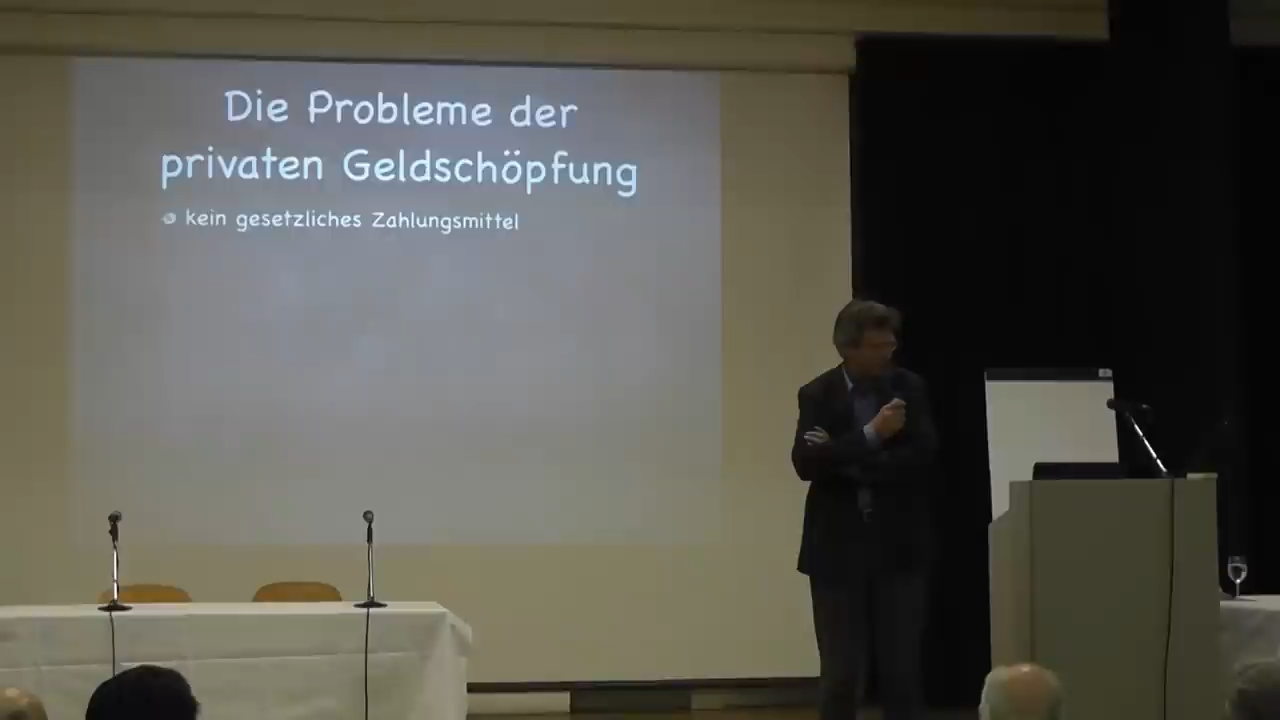 Die Probleme der
privaten Geldschöpfung
kein gesetzliches Zahlungsmittel